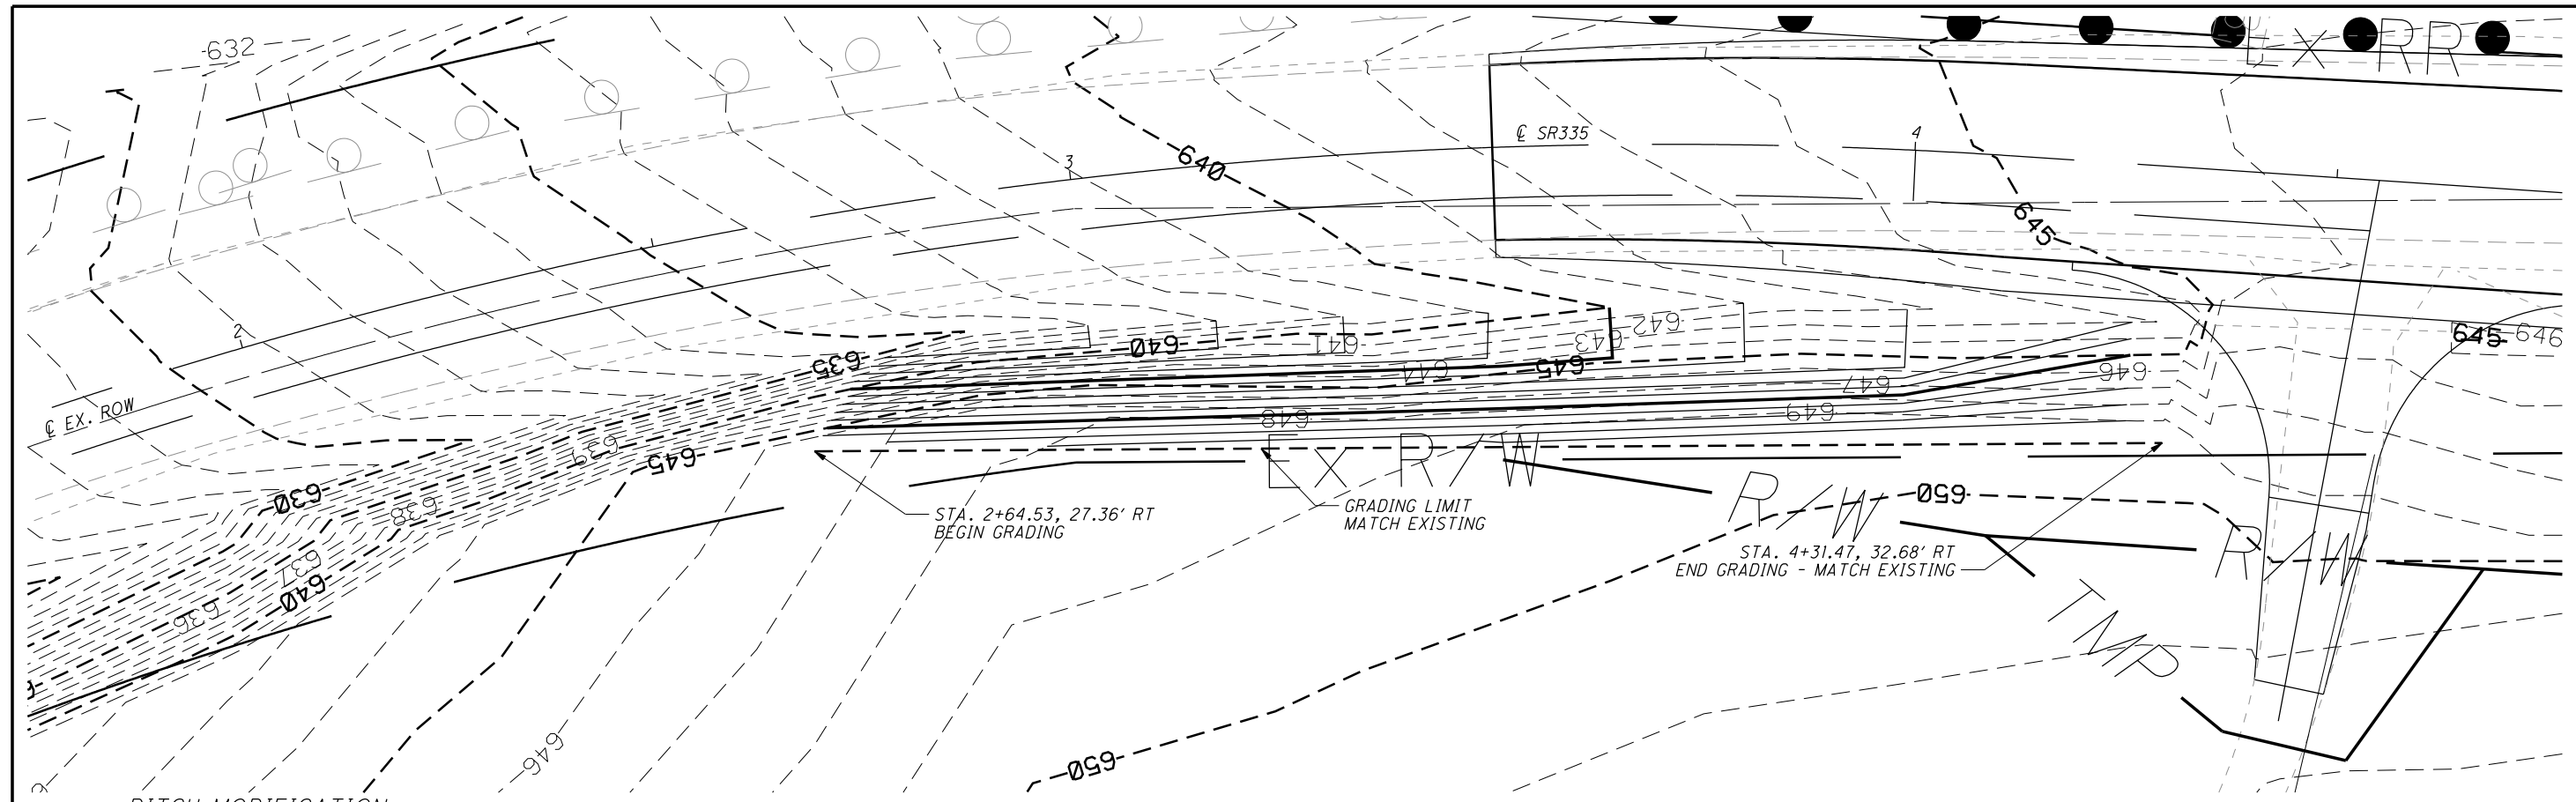 632
EX RR
℄ SR335
4
3
640
645
2
635
640
641
642
643
644
645
645 646
646
647
648
649
℄ EX. ROW
639
645
630
638
637
640
636
EX R/W
R/W
650
R/W
STA. 2+64.53, 27.36' RT
BEGIN GRADING
GRADING LIMIT
MATCH EXISTING
STA. 4+31.47, 32.68' RT
END GRADING - MATCH EXISTING
TMP
646
650
DITCH MODIFICATION